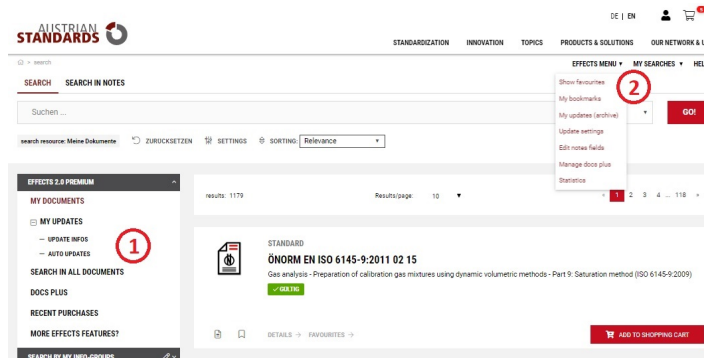 DE | EN
AUSTRIAN
STANDARDS
STANDARDIZATION INNOVATION TOPICS PRODUCTS & SOLUTIONS OUR NETWORK & U
> search
EFFECTS MENU MY SEARCHES HEL
SEARCH SEARCH IN NOTES
Suchen ...
GO!
Show favourites
My bookmarks
My updates (archive)
Update settings
Edit notes fields
Manage docs plus
Statistics
2
search resource: Meine Dokumente ZURÜCKSETZEN SETTINGS SORTING: Relevance
EFFECTS 2.0 PREMIUM
MY DOCUMENTS
MY UPDATES
— UPDATE INFOS
— AUTO UPDATES
1
SEARCH IN ALL DOCUMENTS
DOCS PLUS
RECENT PURCHASES
MORE EFFECTS FEATURES?
SEARCH BY MY INFO-GROUPS
results: 1179 Results/page: 10 « 1 2 3 4 ... 118 »
STANDARD
ÖNORM EN ISO 6145-9:2011 02 15
Gas analysis - Preparation of calibration gas mixtures using dynamic volumetric methods - Part 9: Saturation method (ISO 6145-9:2009)
✓ GÜLTIG
DETAILS → FAVOURITES →
ADD TO SHOPPING CART